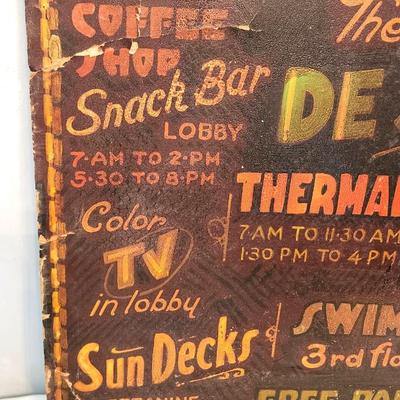 COFFEE
SHOP
Snack Bar
LOBBY
7·AM TO 2·PM
5·30 TO 8·PM
Color
TV
in lobby
Sun Decks
The
DE
THERMA
7 AM TO 11·30 AM
1·30 PM TO 4 PM
SWIM
3rd flo
FREE